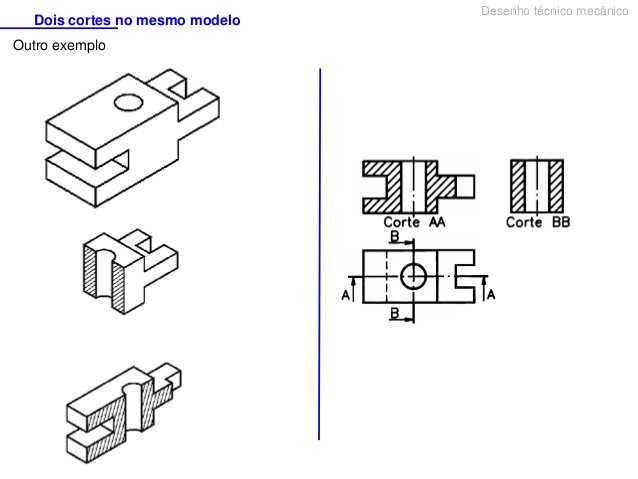 Desenho técnico mecânico
Dois cortes no mesmo modelo
Outro exemplo
Corte AA
Corte BB
B
A
A
B